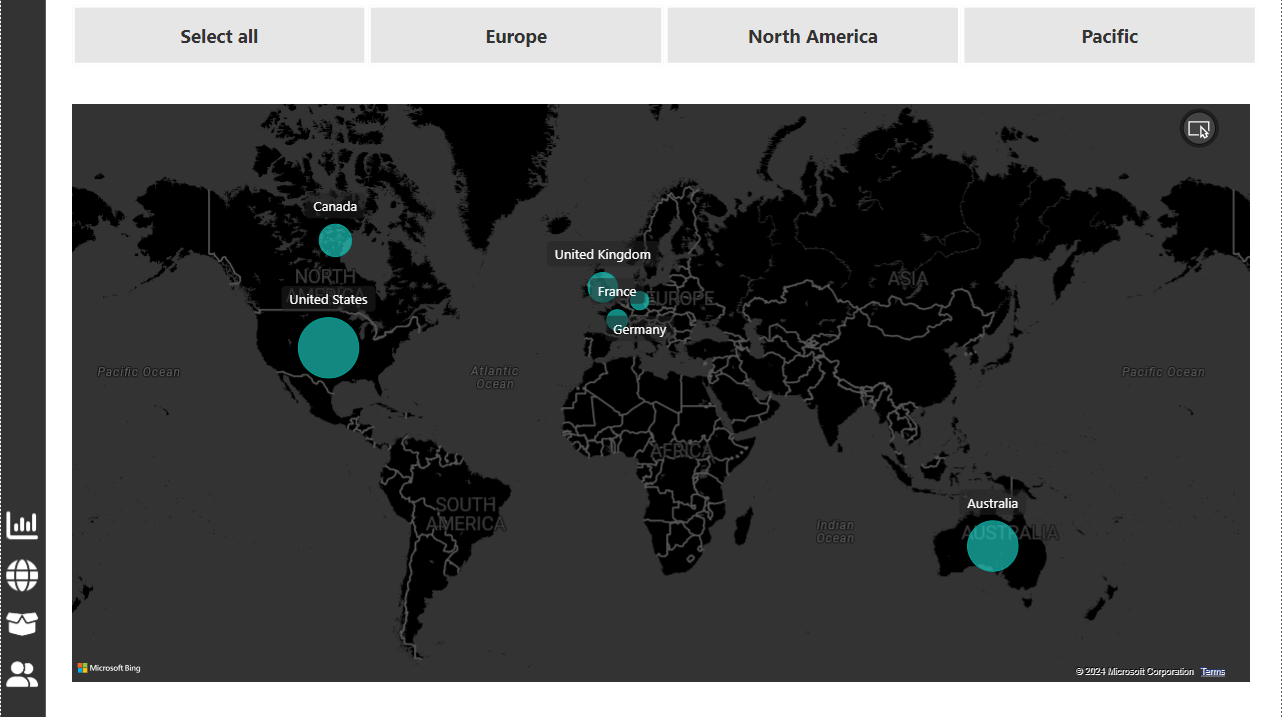 Select all
Europe
North America
Pacific
Canada
NORTH
AMERICA
United States
United Kingdom
France
EUROPE
Germany
ASIA
Pacific Ocean
Atlantic
Ocean
Pacific Ocean
AFRICA
SOUTH
AMERICA
Indian
Ocean
Australia
AUSTRALIA
Microsoft Bing
© 2024 Microsoft Corporation Terms